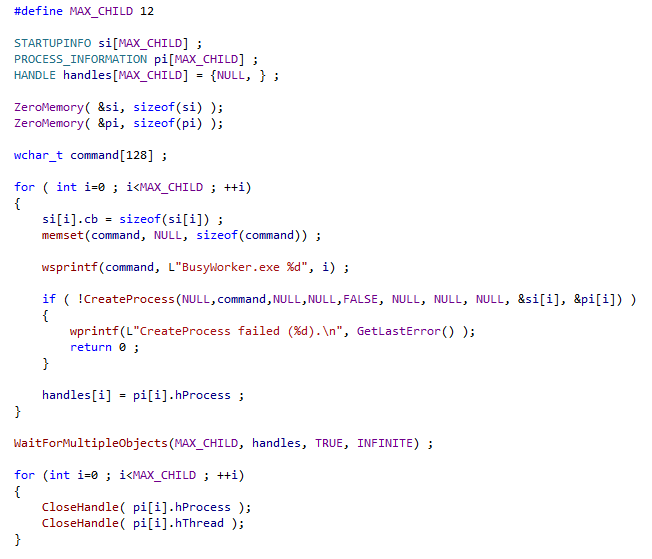 #define MAX_CHILD 12
STARTUPINFO si[MAX_CHILD] ;
PROCESS_INFORMATION pi[MAX_CHILD] ;
HANDLE handles[MAX_CHILD] = {NULL, } ;
ZeroMemory( &si, sizeof(si) );
ZeroMemory( &pi, sizeof(pi) );
wchar_t command[128] ;
for ( int i=0 ; i<MAX_CHILD ; ++i)
{
si[i].cb = sizeof(si[i]) ;
memset(command, NULL, sizeof(command)) ;
wsprintf(command, L"BusyWorker.exe %d", i) ;
if ( !CreateProcess(NULL,command,NULL,NULL,FALSE, NULL, NULL, NULL, &si[i], &pi[i]) )
{
wprintf(L"CreateProcess failed (%d).\n", GetLastError() );
return 0 ;
}
handles[i] = pi[i].hProcess ;
}
WaitForMultipleObjects(MAX_CHILD, handles, TRUE, INFINITE) ;
for (int i=0 ; i<MAX_CHILD ; ++i)
{
CloseHandle( pi[i].hProcess );
CloseHandle( pi[i].hThread );
}